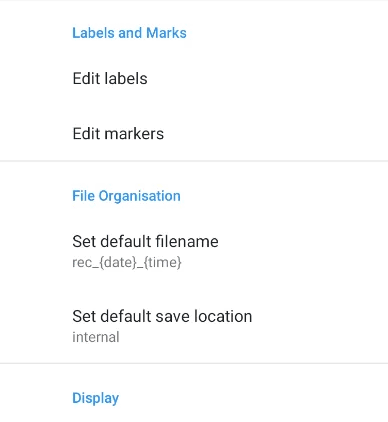 Labels and Marks
Edit labels
Edit markers
File Organisation
Set default filename
rec_{date}_{time}
Set default save location
internal
Display